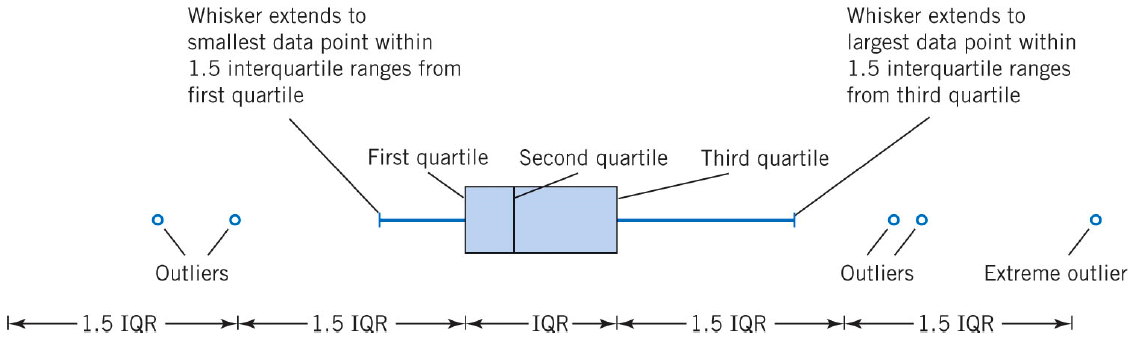 Whisker extends to
smallest data point within
1.5 interquartile ranges from
first quartile
Whisker extends to
largest data point within
1.5 interquartile ranges
from third quartile
First quartile Second quartile Third quartile
Outliers Outliers Extreme outlier
1.5 IQR 1.5 IQR IQR 1.5 IQR 1.5 IQR